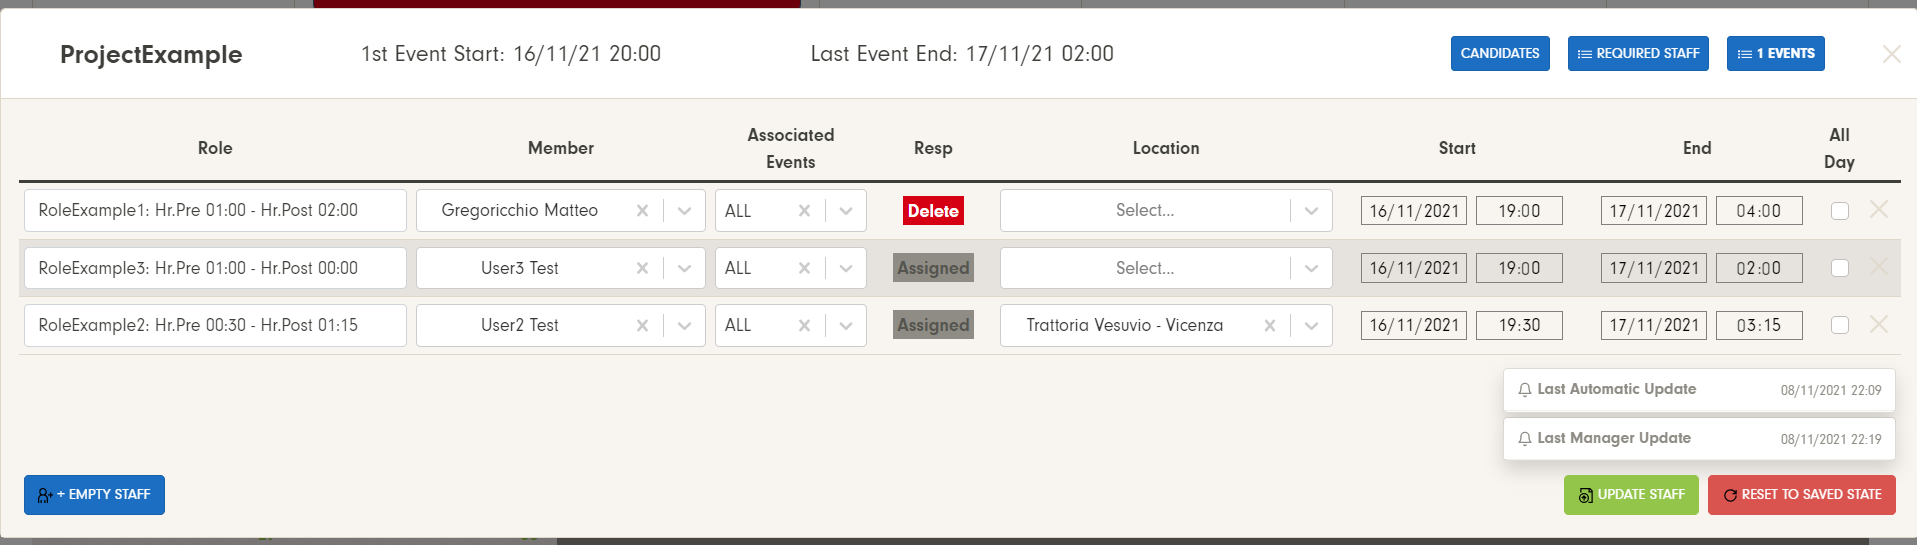 ProjectExample
1st Event Start: 16/11/21 20:00
Last Event End: 17/11/21 02:00
CANDIDATES
REQUIRED STAFF
1 EVENTS
Role
Member
Associated
Events
Resp
Location
Start
End
All
Day
RoleExample1: Hr.Pre 01:00 - Hr.Post 02:00
Gregoricchio Matteo
ALL
Delete
Select...
16/11/2021
19:00
17/11/2021
04:00
RoleExample3: Hr.Pre 01:00 - Hr.Post 00:00
User3 Test
ALL
Assigned
Select...
16/11/2021
19:00
17/11/2021
02:00
RoleExample2: Hr.Pre 00:30 - Hr.Post 01:15
User2 Test
ALL
Assigned
Trattoria Vesuvio - Vicenza
16/11/2021
19:30
17/11/2021
03:15
Last Automatic Update
08/11/2021 22:09
Last Manager Update
08/11/2021 22:19
+ EMPTY STAFF
UPDATE STAFF
RESET TO SAVED STATE